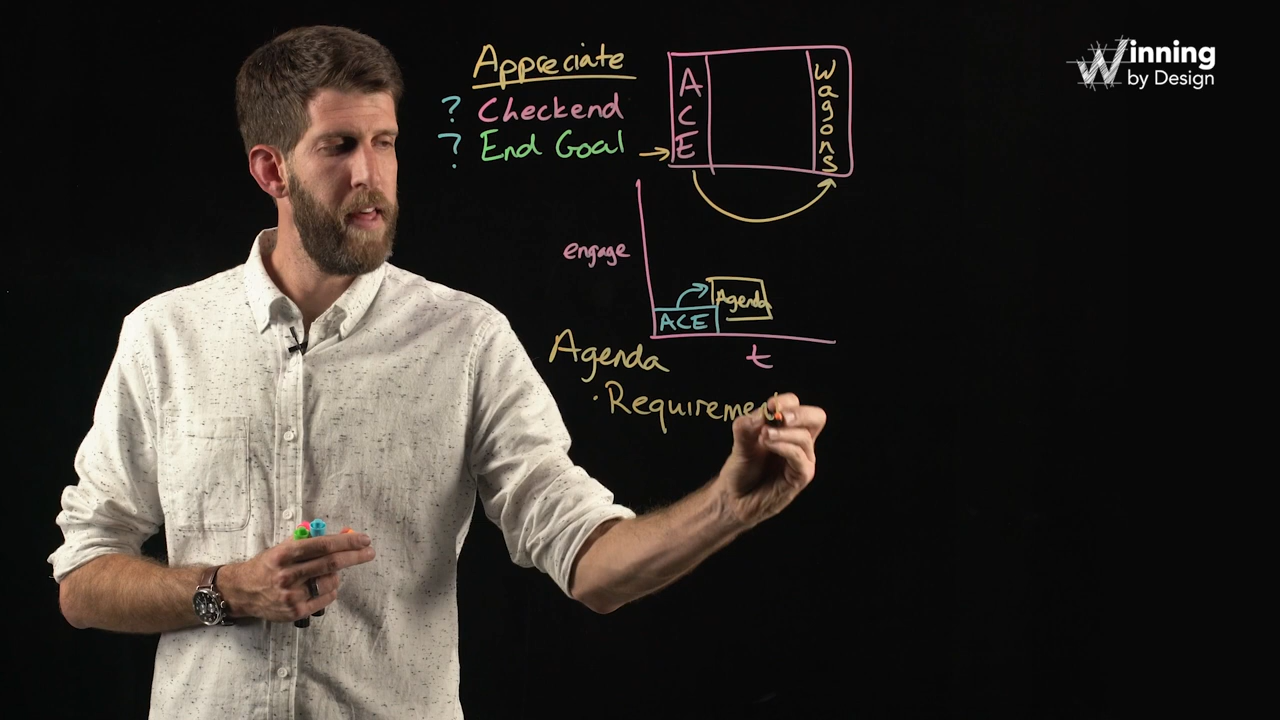 Appreciate
? Checkend
? End Goal
A
C
E
Wagons
engage
ACE
Agenda
t
Agenda
· Requiremen
Winning
by Design